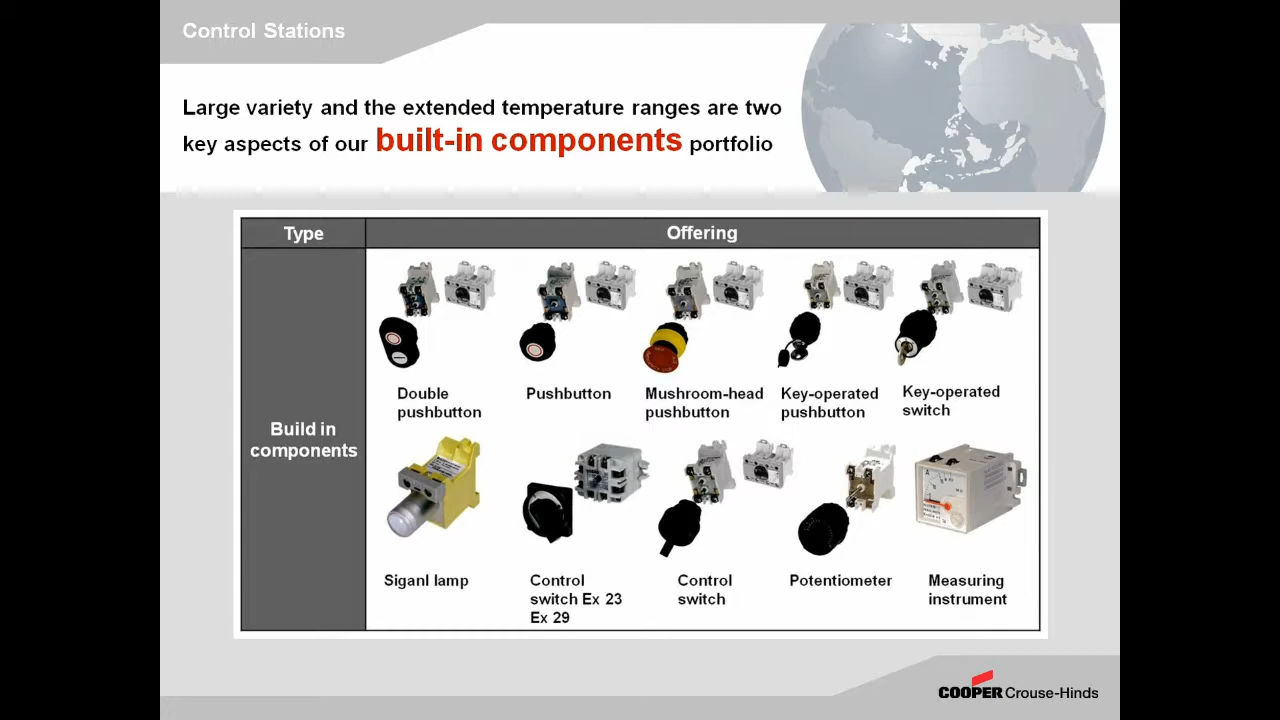 Control Stations
Large variety and the extended temperature ranges are two
key aspects of our built-in components portfolio
Type
Offering
Build in
components
Double
pushbutton
Pushbutton
Mushroom-head
pushbutton
Key-operated
pushbutton
Key-operated
switch
Siganl lamp
Control
switch Ex 23
Ex 29
Control
switch
Potentiometer
Measuring
instrument
COOPER Crouse-Hinds